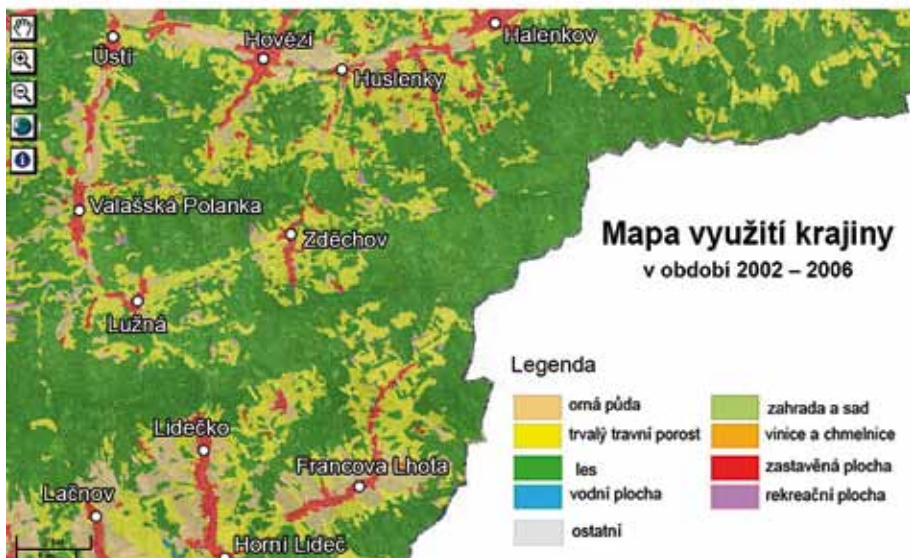 Ústí
Hovězí
Halenkov
Huslenky
Valašská Polanka
Zděchov
Lužná
Lidečko
Francova Lhota
Lačnov
Horní Lideč
Mapa využití krajiny
v období 2002 – 2006
Legenda
orná půda
trvalý travní porost
les
vodní plocha
ostatní
zahrada a sad
vinice a chmelnice
zastavěná plocha
rekreační plocha